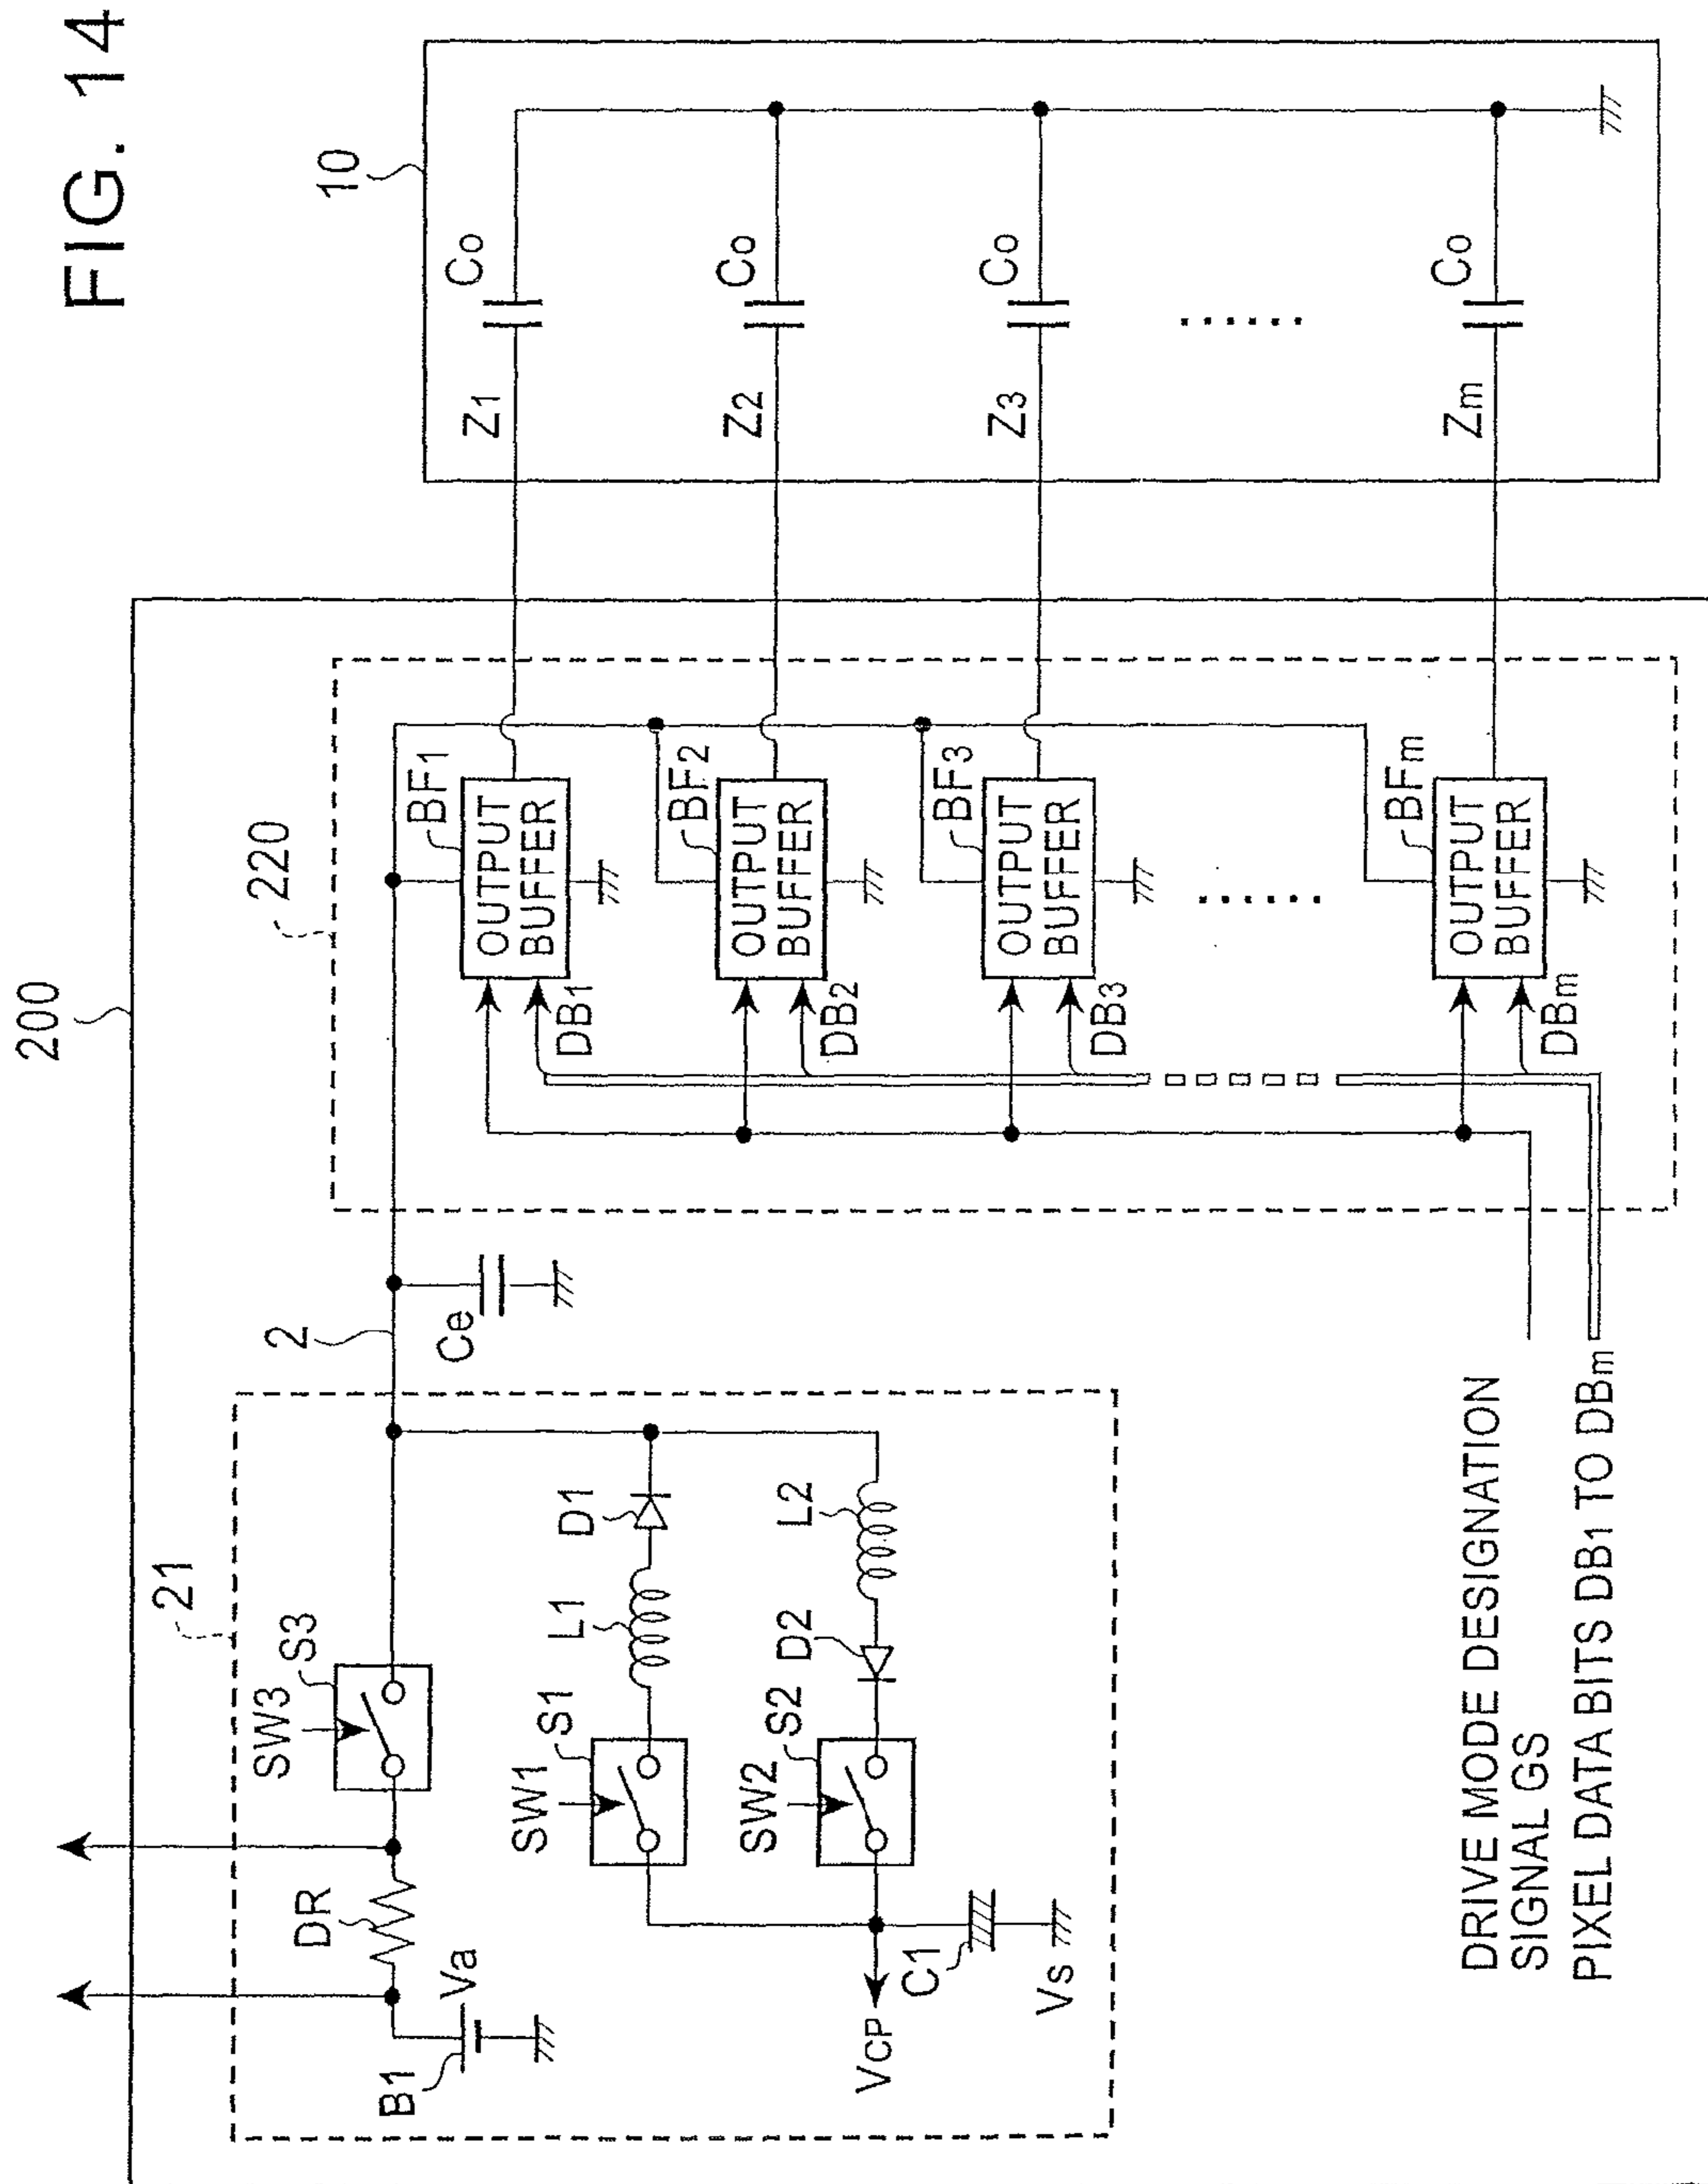 FIG. 14
200
21
220
10
2
B1
Va
DR
SW3
S3
SW1
S1
L1
D1
SW2
S2
D2
L2
VCP
C1
Vs
Ce
BF1
OUTPUT
BUFFER
DB1
Z1
Co
BF2
OUTPUT
BUFFER
DB2
Z2
Co
BF3
OUTPUT
BUFFER
DB3
Z3
Co
......
......
BFm
OUTPUT
BUFFER
DBm
Zm
Co
DRIVE MODE DESIGNATION
SIGNAL GS
PIXEL DATA BITS DB1 TO DBm